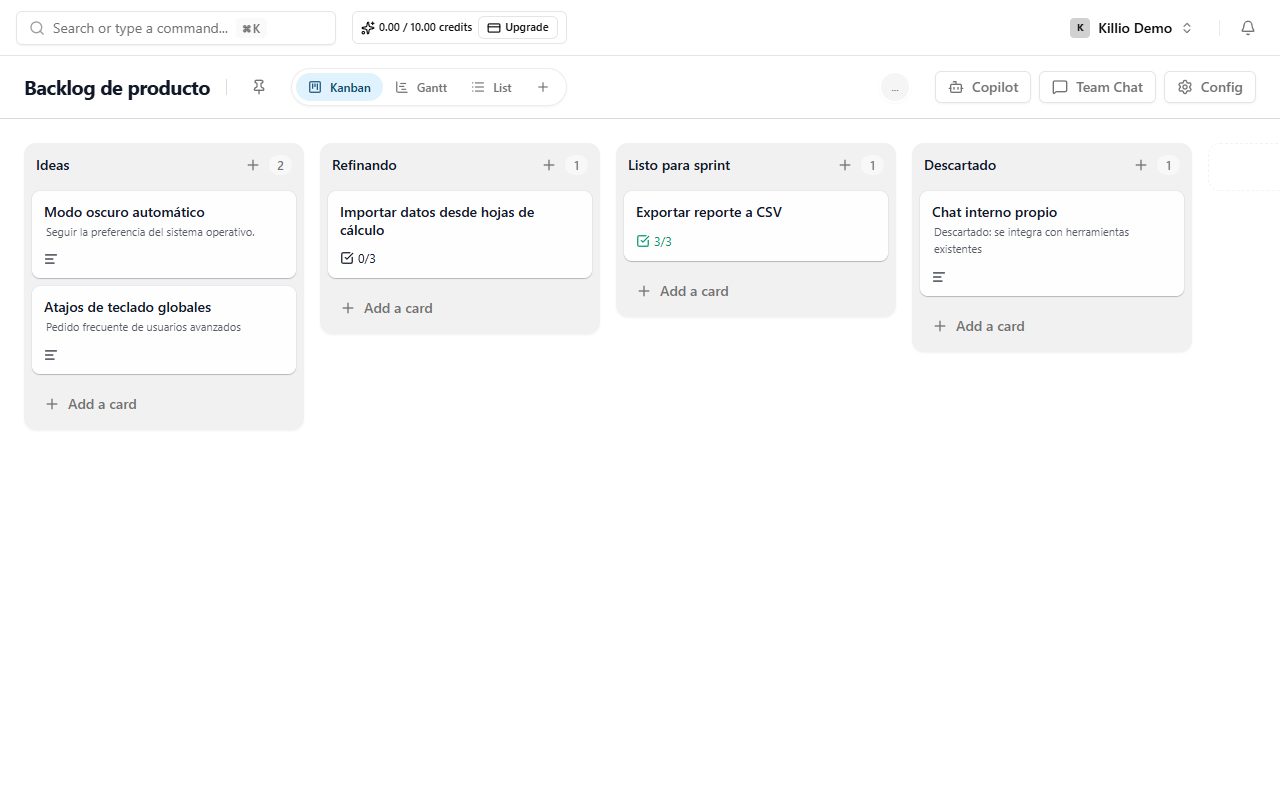 Search or type a command... ⌘K
0.00 / 10.00 credits
Upgrade
K
Killio Demo
Backlog de producto
Kanban
Gantt
List
...
Copilot
Team Chat
Config
Ideas
2
Modo oscuro automático
Seguir la preferencia del sistema operativo.
Atajos de teclado globales
Pedido frecuente de usuarios avanzados
Add a card
Refinando
1
Importar datos desde hojas de
cálculo
0/3
Add a card
Listo para sprint
1
Exportar reporte a CSV
3/3
Add a card
Descartado
1
Chat interno propio
Descartado: se integra con herramientas
existentes
Add a card